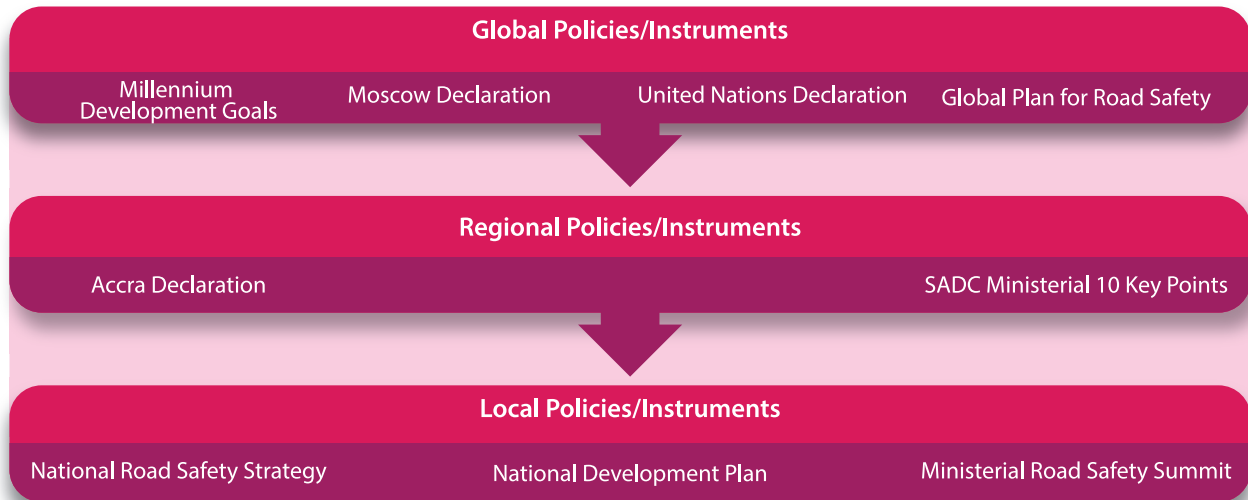 Global Policies/Instruments
Millennium
Development Goals
Moscow Declaration
United Nations Declaration
Global Plan for Road Safety
Regional Policies/Instruments
Accra Declaration
SADC Ministerial 10 Key Points
Local Policies/Instruments
National Road Safety Strategy
National Development Plan
Ministerial Road Safety Summit